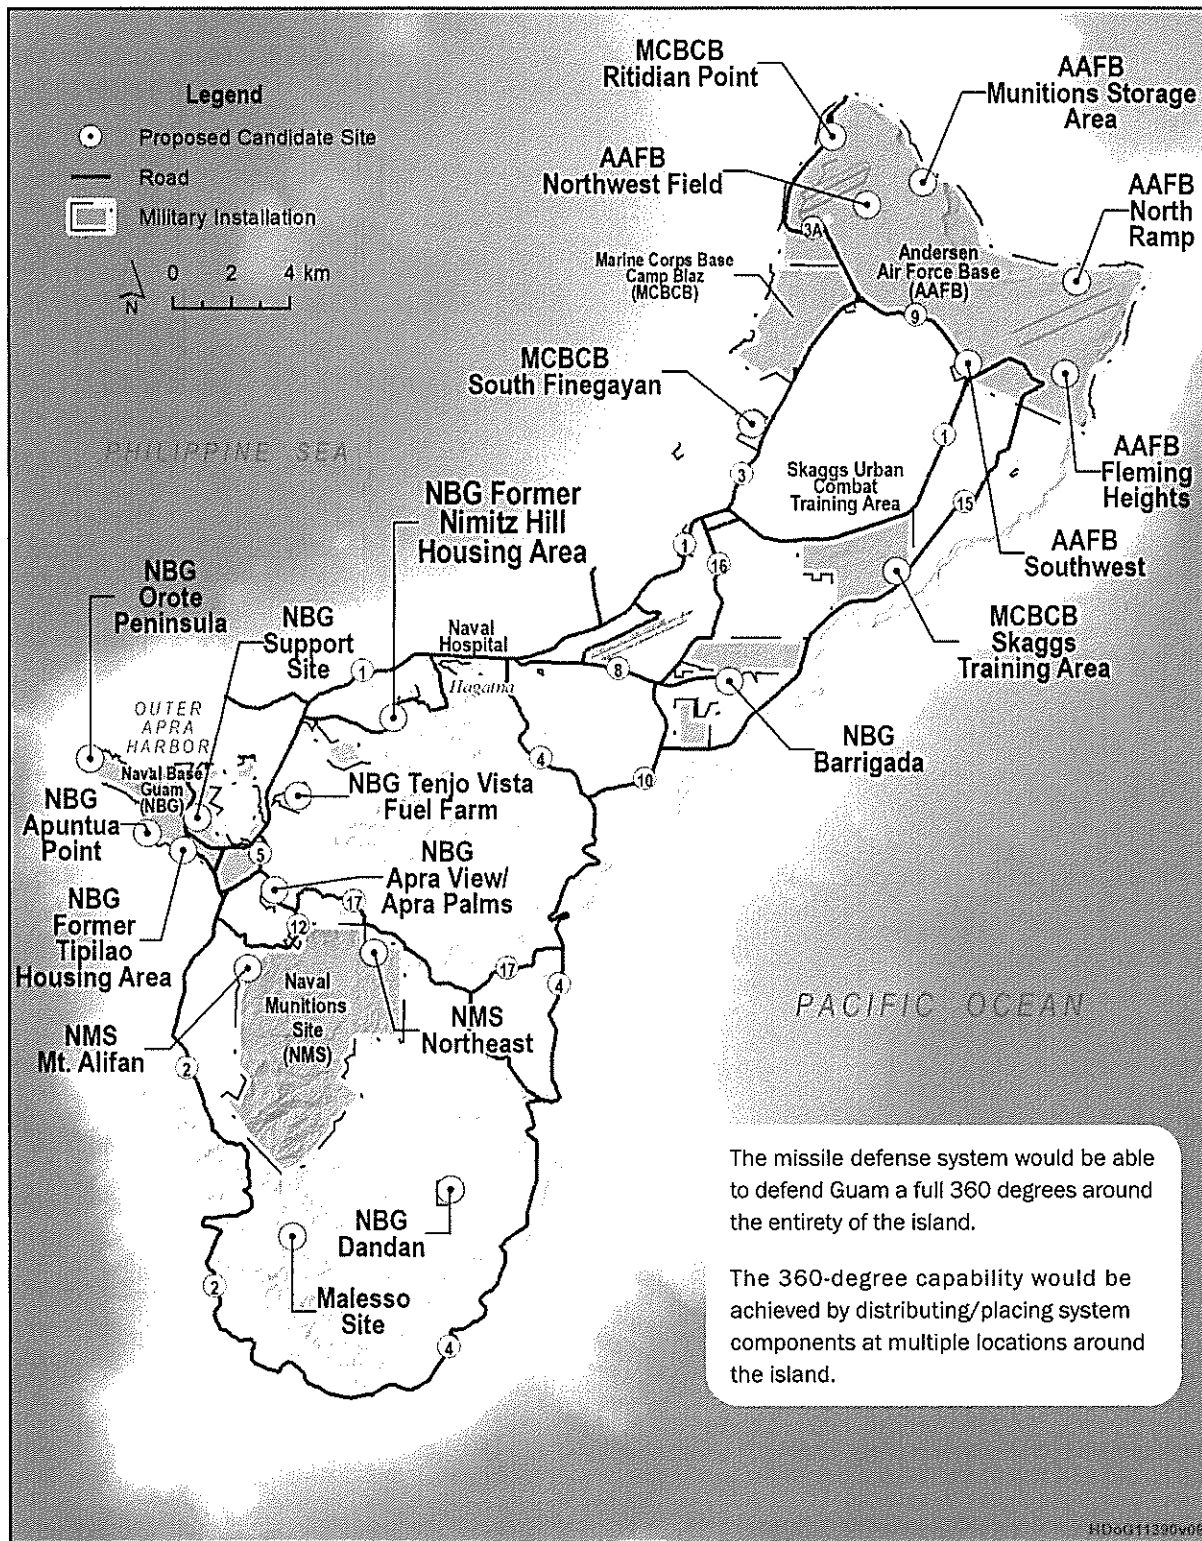 Legend
Proposed Candidate Site
Road
Military Installation
0 2 4 km
N
MCBCB
Ritidian Point
AAFB
Munitions Storage
Area
AAFB
Northwest Field
AAFB
North
Ramp
3A
Marine Corps Base
Camp Blaz
(MCBCB)
Andersen
Air Force Base
(AAFB)
9
MCBCB
South Finegayan
PHILIPPINE SEA
1
AAFB
Fleming
Heights
3
Skaggs Urban
Combat
Training Area
15
NBG Former
Nimitz Hill
Housing Area
AAFB
Southwest
1
16
NBG
Orote
Peninsula
NBG
Support
Site
MCBCB
Skaggs
Training Area
Naval
Hospital
1
8
Hagatna
OUTER
APRA
HARBOR
NBG
Barrigada
4
10
Naval Base
Guam
(NBG)
NBG Tenjo Vista
Fuel Farm
NBG
Apuntua
Point
5
NBG
Apra View/
Apra Palms
NBG
Former
Tipilao
Housing Area
17
12
17
4
Naval
Munitions
Site
(NMS)
PACIFIC OCEAN
NMS
Mt. Alifan
NMS
Northeast
2
NBG
Dandan
2
Malesso
Site
4
The missile defense system would be able
to defend Guam a full 360 degrees around
the entirety of the island.
The 360-degree capability would be
achieved by distributing/placing system
components at multiple locations around
the island.